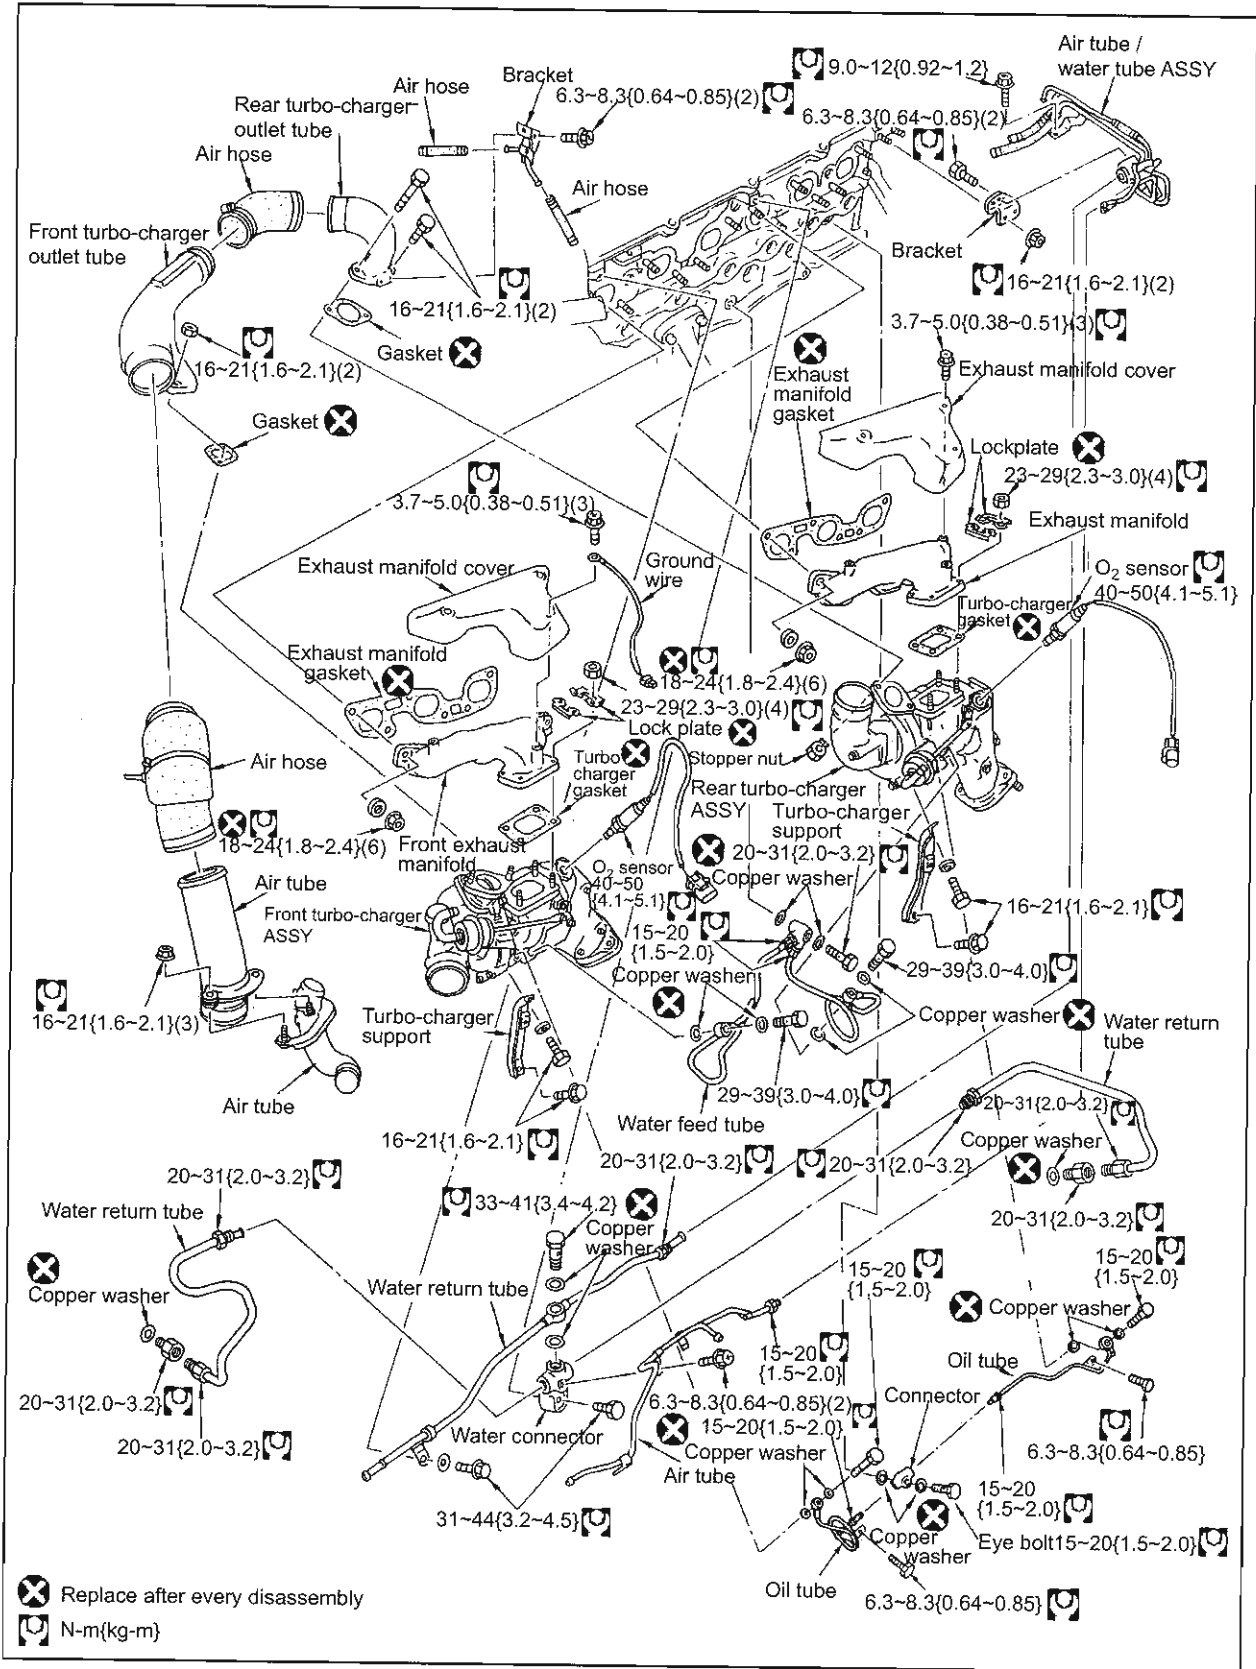 Air tube /
water tube ASSY
9.0~12{0.92~1.2}
Bracket
Air hose
6.3~8.3{0.64~0.85}(2)
Rear turbo-charger
outlet tube
6.3~8.3{0.64~0.85}(2)
Air hose
Air hose
Front turbo-charger
outlet tube
Bracket
16~21{1.6~2.1}(2)
16~21{1.6~2.1}(2)
3.7~5.0{0.38~0.51}(3)
Gasket
16~21{1.6~2.1}(2)
Exhaust
manifold
gasket
Exhaust manifold cover
Gasket
Lockplate
23~29{2.3~3.0}(4)
3.7~5.0{0.38~0.51}(3)
Exhaust manifold
Exhaust manifold cover
Ground
wire
O2 sensor
40~50{4.1~5.1}
Turbo-charger
gasket
Exhaust manifold
gasket
18~24{1.8~2.4}(6)
23~29{2.3~3.0}(4)
Lock plate
Turbo
charger
gasket
Stopper nut
Air hose
Rear turbo-charger
ASSY
Turbo-charger
support
18~24{1.8~2.4}(6)
Front exhaust
manifold
20~31{2.0~3.2}
Copper washer
O2 sensor
40~50
{4.1~5.1}
Air tube
Front turbo-charger
ASSY
16~21{1.6~2.1}
15~20
{1.5~2.0}
Copper washer
29~39{3.0~4.0}
16~21{1.6~2.1}(3)
Turbo-charger
support
Copper washer
Water return
tube
Air tube
29~39{3.0~4.0}
20~31{2.0~3.2}
Water feed tube
16~21{1.6~2.1}
Copper washer
20~31{2.0~3.2}
20~31{2.0~3.2}
20~31{2.0~3.2}
33~41{3.4~4.2}
Water return tube
20~31{2.0~3.2}
Copper
washer
15~20
{1.5~2.0}
15~20
{1.5~2.0}
Copper washer
Water return tube
Copper washer
15~20
{1.5~2.0}
Oil tube
Connector
20~31{2.0~3.2}
6.3~8.3{0.64~0.85}(2)
15~20{1.5~2.0}
20~31{2.0~3.2}
Water connector
Copper washer
Air tube
6.3~8.3{0.64~0.85}
15~20
{1.5~2.0}
31~44{3.2~4.5}
Copper
washer
Eye bolt15~20{1.5~2.0}
Oil tube
6.3~8.3{0.64~0.85}
Replace after every disassembly
N-m{kg-m}